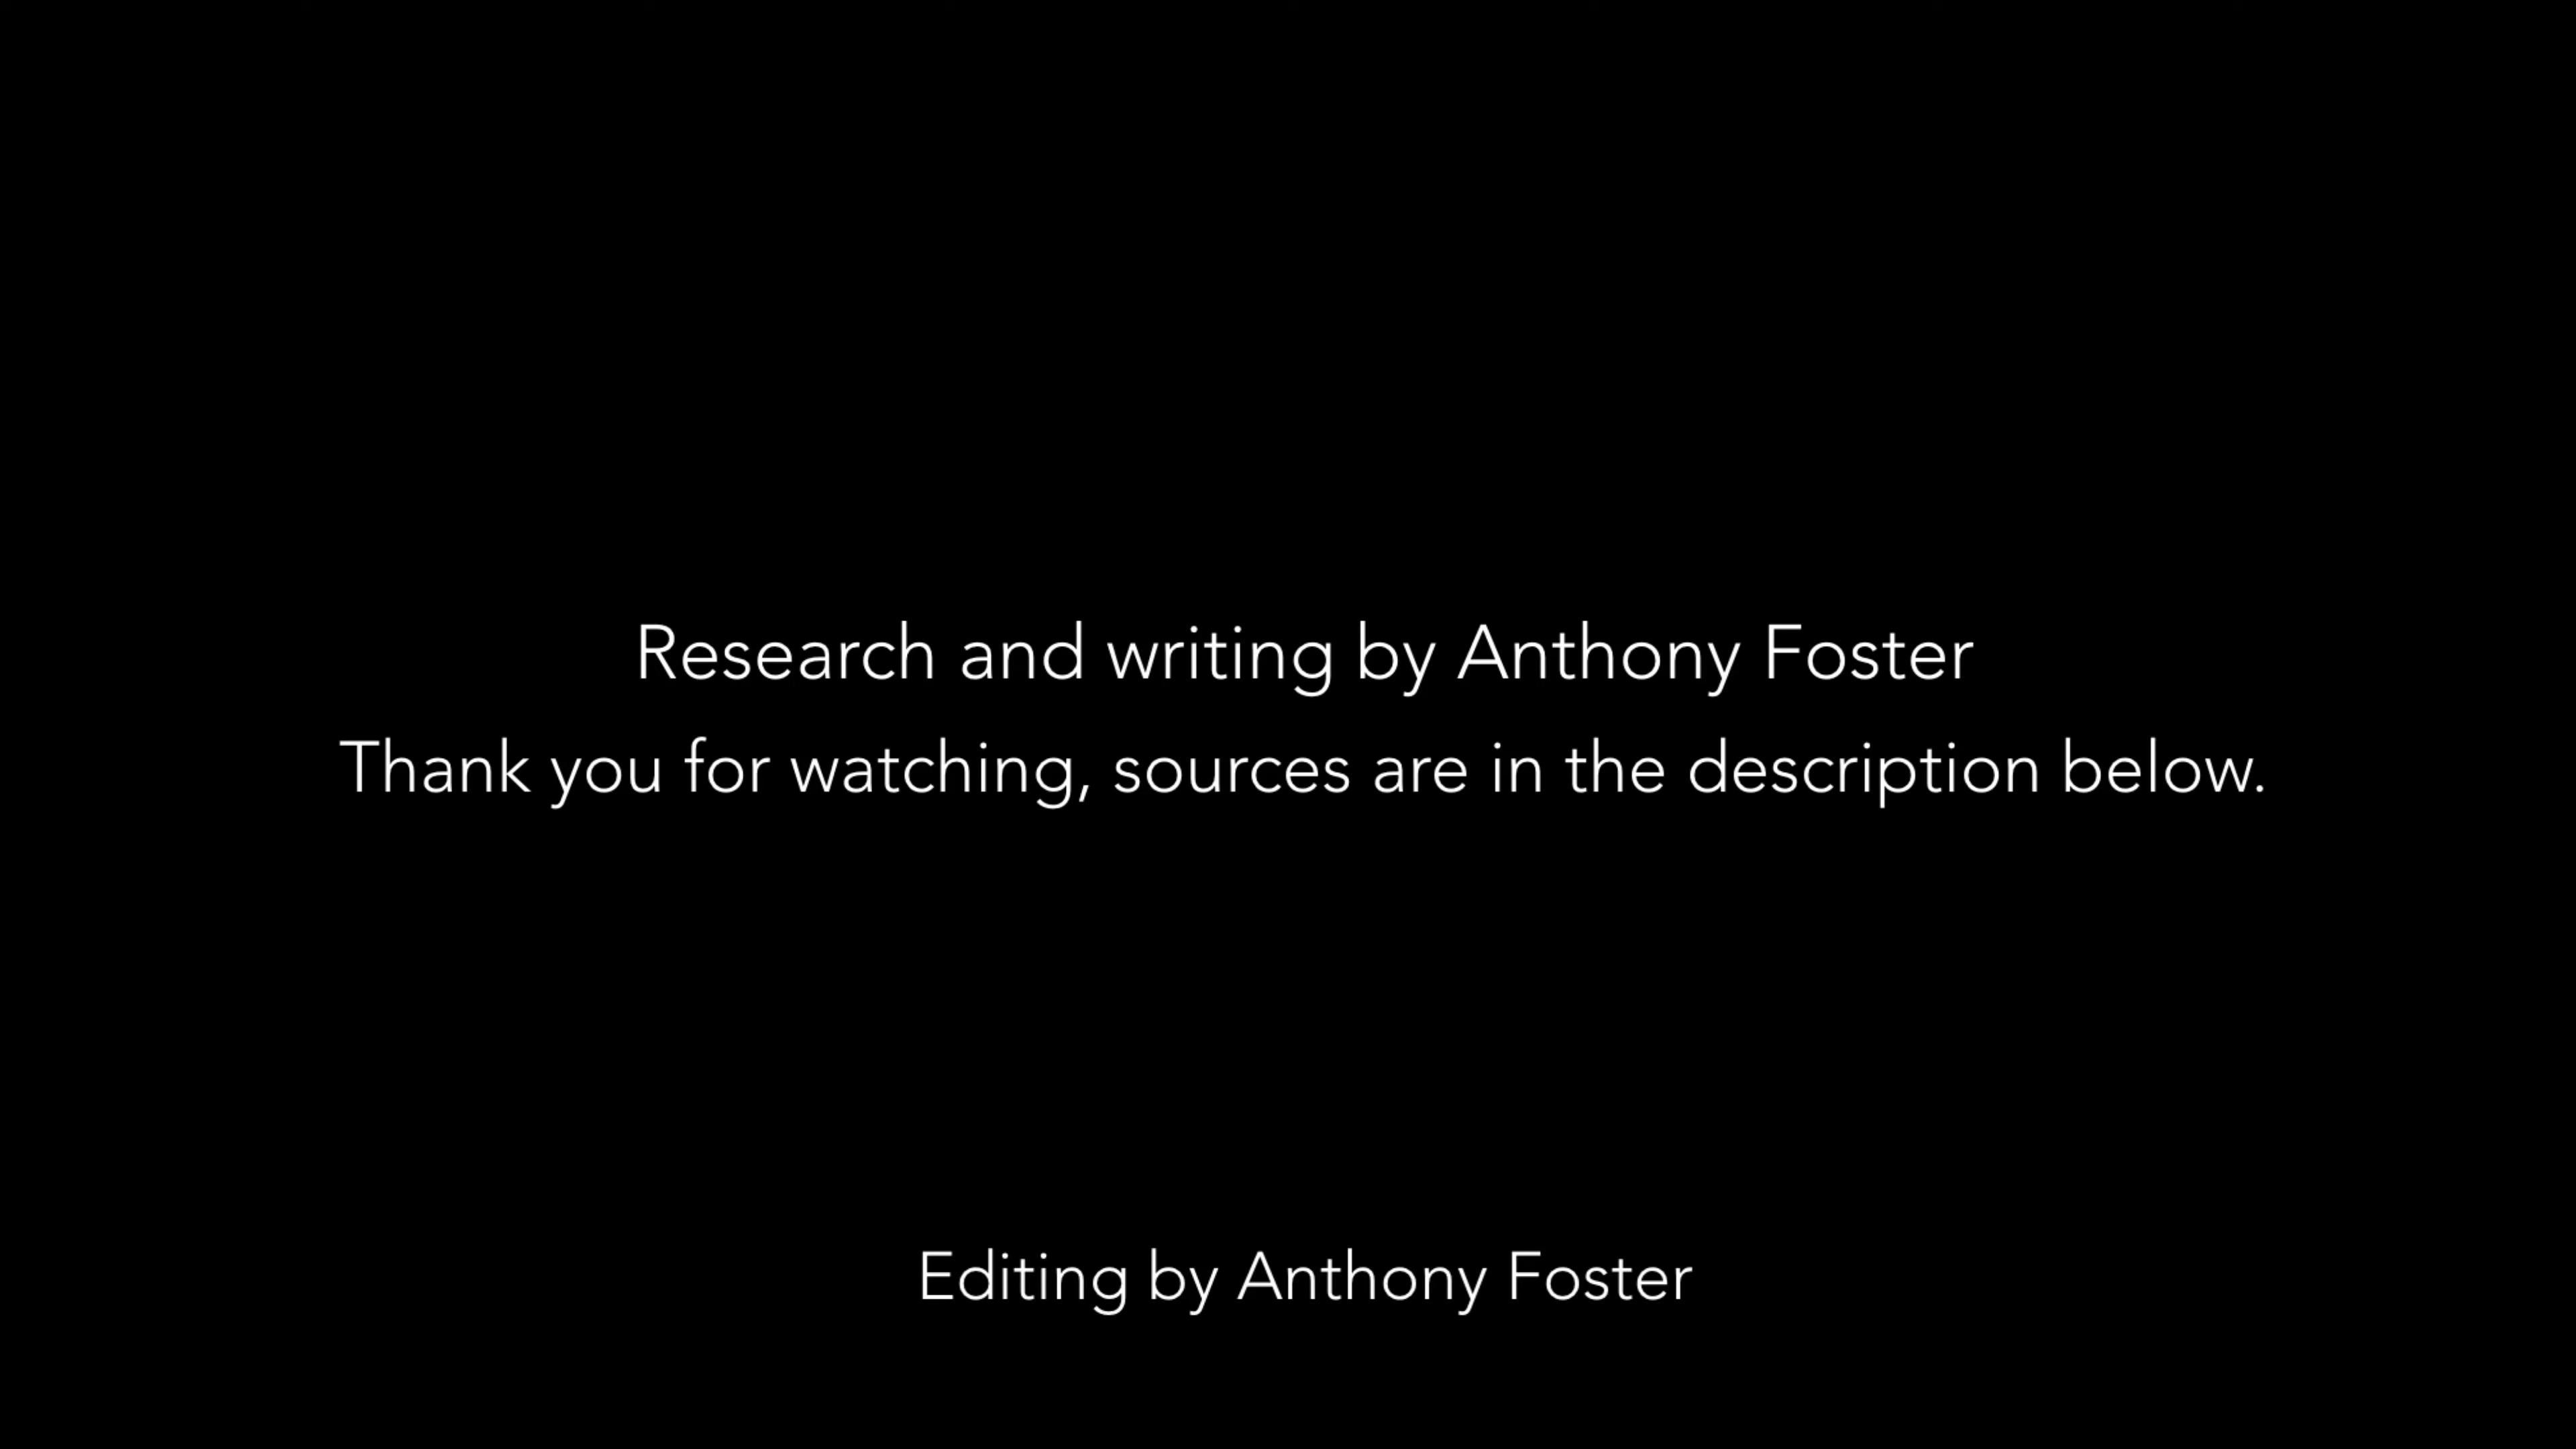 Research and writing by Anthony Foster
Thank you for watching, sources are in the description below.
Editing by Anthony Foster